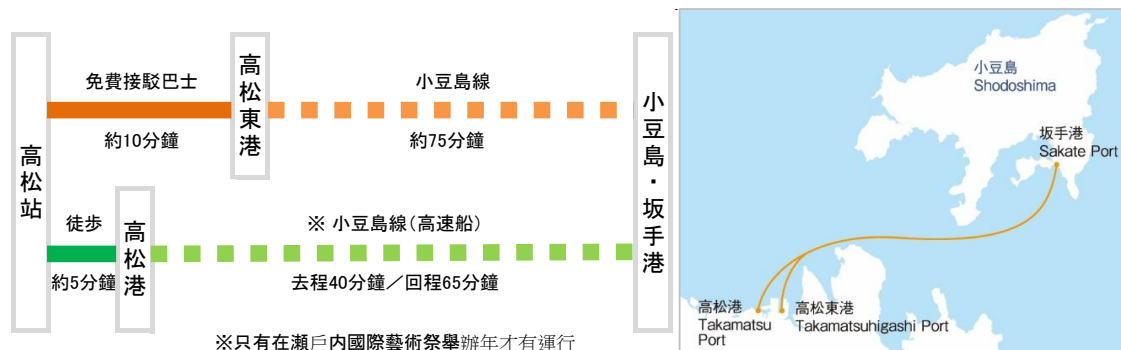 高松站
免費接駁巴士
約10分鐘
高松東港
小豆島線
約75分鐘
小豆島・坂手港
徒歩
約5分鐘
高松港
※ 小豆島線（高速船）
去程40分鐘／回程65分鐘
※只有在瀨戶内國際藝術祭舉辦年才有運行
小豆島
Shodoshima
坂手港
Sakate Port
高松港
Takamatsu
Port
高松東港
Takamatsuhigashi Port